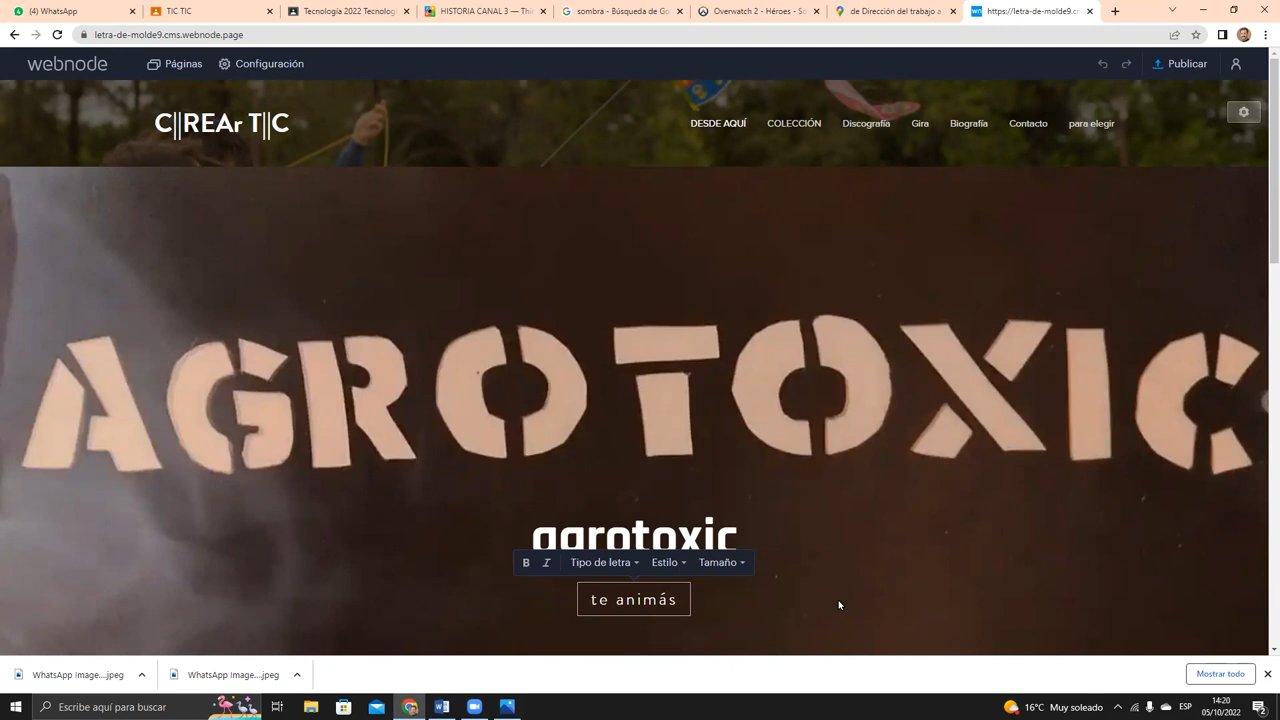 (4) WhatsApp
TIC TIC
Tecnología 2022 Tecnolog
HISTORIA CANAL 3 — Thi
sombra - Búsqueda de Go
Overwatch 2 - Héroes - So
de Dirección del trabajo a
https://letra-de-molde9.cm
letra-de-molde9.cms.webnode.page
webnode
Páginas
Configuración
Publicar
C||REAr T||C
DESDE AQUÍ
COLECCIÓN
Discografía
Gira
Biografía
Contacto
para elegir
AGROTOXIC
agrotoxic
B I Tipo de letra Estilo Tamaño
te animás
WhatsApp Image....jpeg
WhatsApp Image....jpeg
Mostrar todo
Escribe aquí para buscar
16°C Muy soleado
ESP
14:20
05/10/2022
2